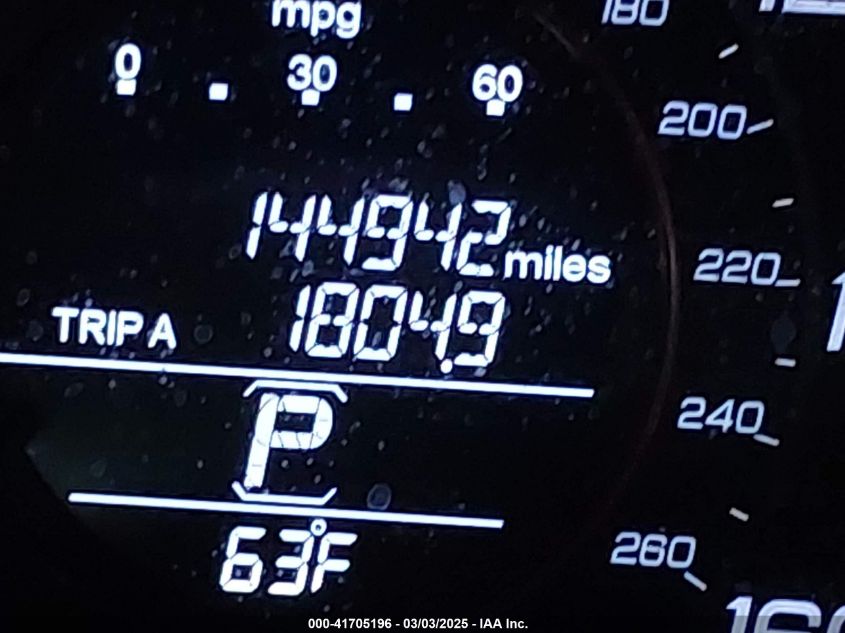 mpg
0 30 60
180
200
220
240
260
144942 miles
TRIP A 1804.9
P
63°F
000-41705196 - 03/03/2025 - IAA Inc.